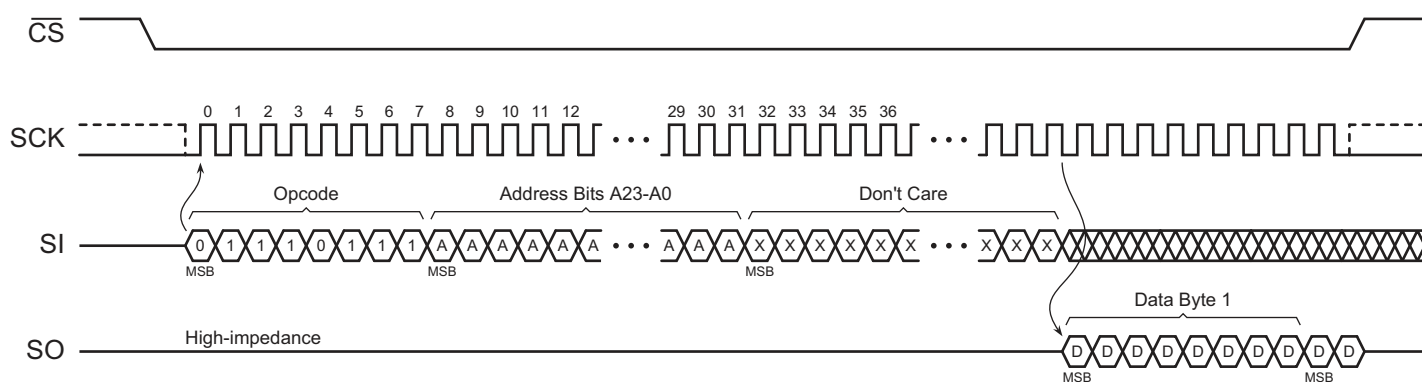 CS
0 1 2 3 4 5 6 7 8 9 10 11 12 29 30 31 32 33 34 35 36
SCK
Opcode Address Bits A23-A0 Don't Care
SI 0 1 1 1 0 1 1 1 A A A A A A A A A X X X X X X X X X
MSB MSB MSB
Data Byte 1
High-impedance
SO D D D D D D D D D D
MSB MSB